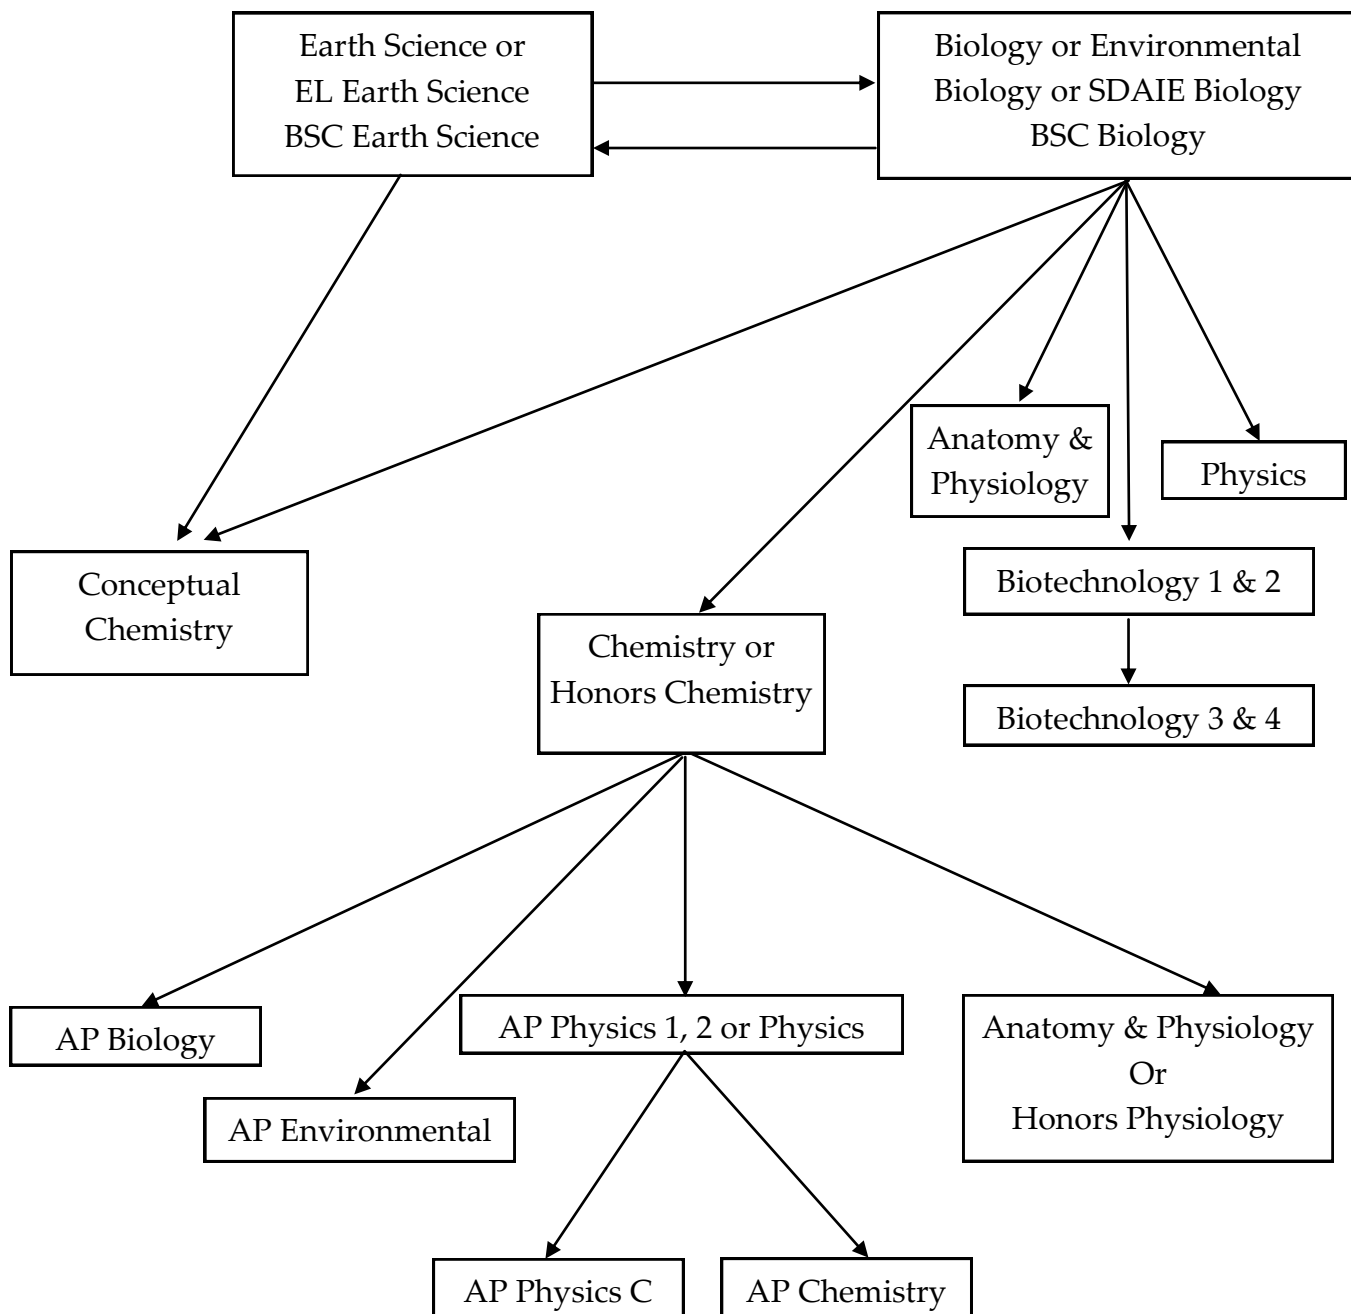 Earth Science or
EL Earth Science
BSC Earth Science
Biology or Environmental
Biology or SDAIE Biology
BSC Biology
Anatomy &
Physiology
Physics
Conceptual
Chemistry
Biotechnology 1 & 2
Chemistry or
Honors Chemistry
Biotechnology 3 & 4
AP Biology
AP Environmental
AP Physics 1, 2 or Physics
Anatomy & Physiology
Or
Honors Physiology
AP Physics C
AP Chemistry